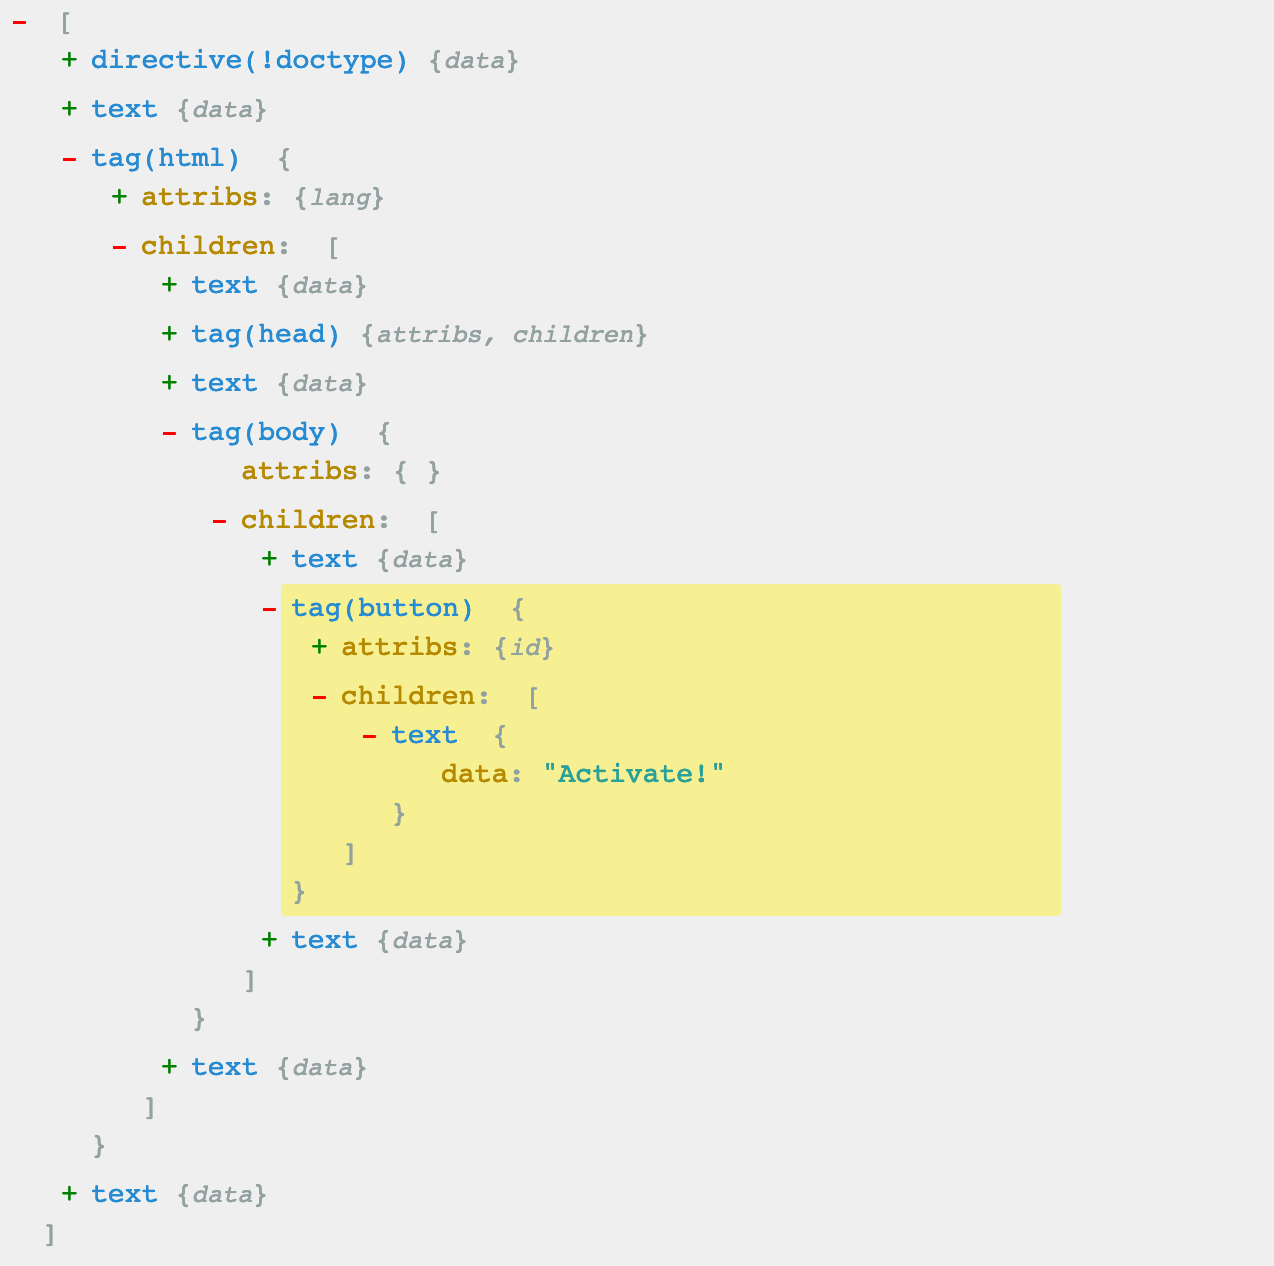 - [
+ directive(!doctype) {data}
+ text {data}
- tag(html) {
+ attribs: {lang}
- children: [
+ text {data}
+ tag(head) {attribs, children}
+ text {data}
- tag(body) {
attribs: { }
- children: [
+ text {data}
- tag(button) {
+ attribs: {id}
- children: [
- text {
data: "Activate!"
}
]
}
+ text {data}
]
}
+ text {data}
]
}
+ text {data}
]